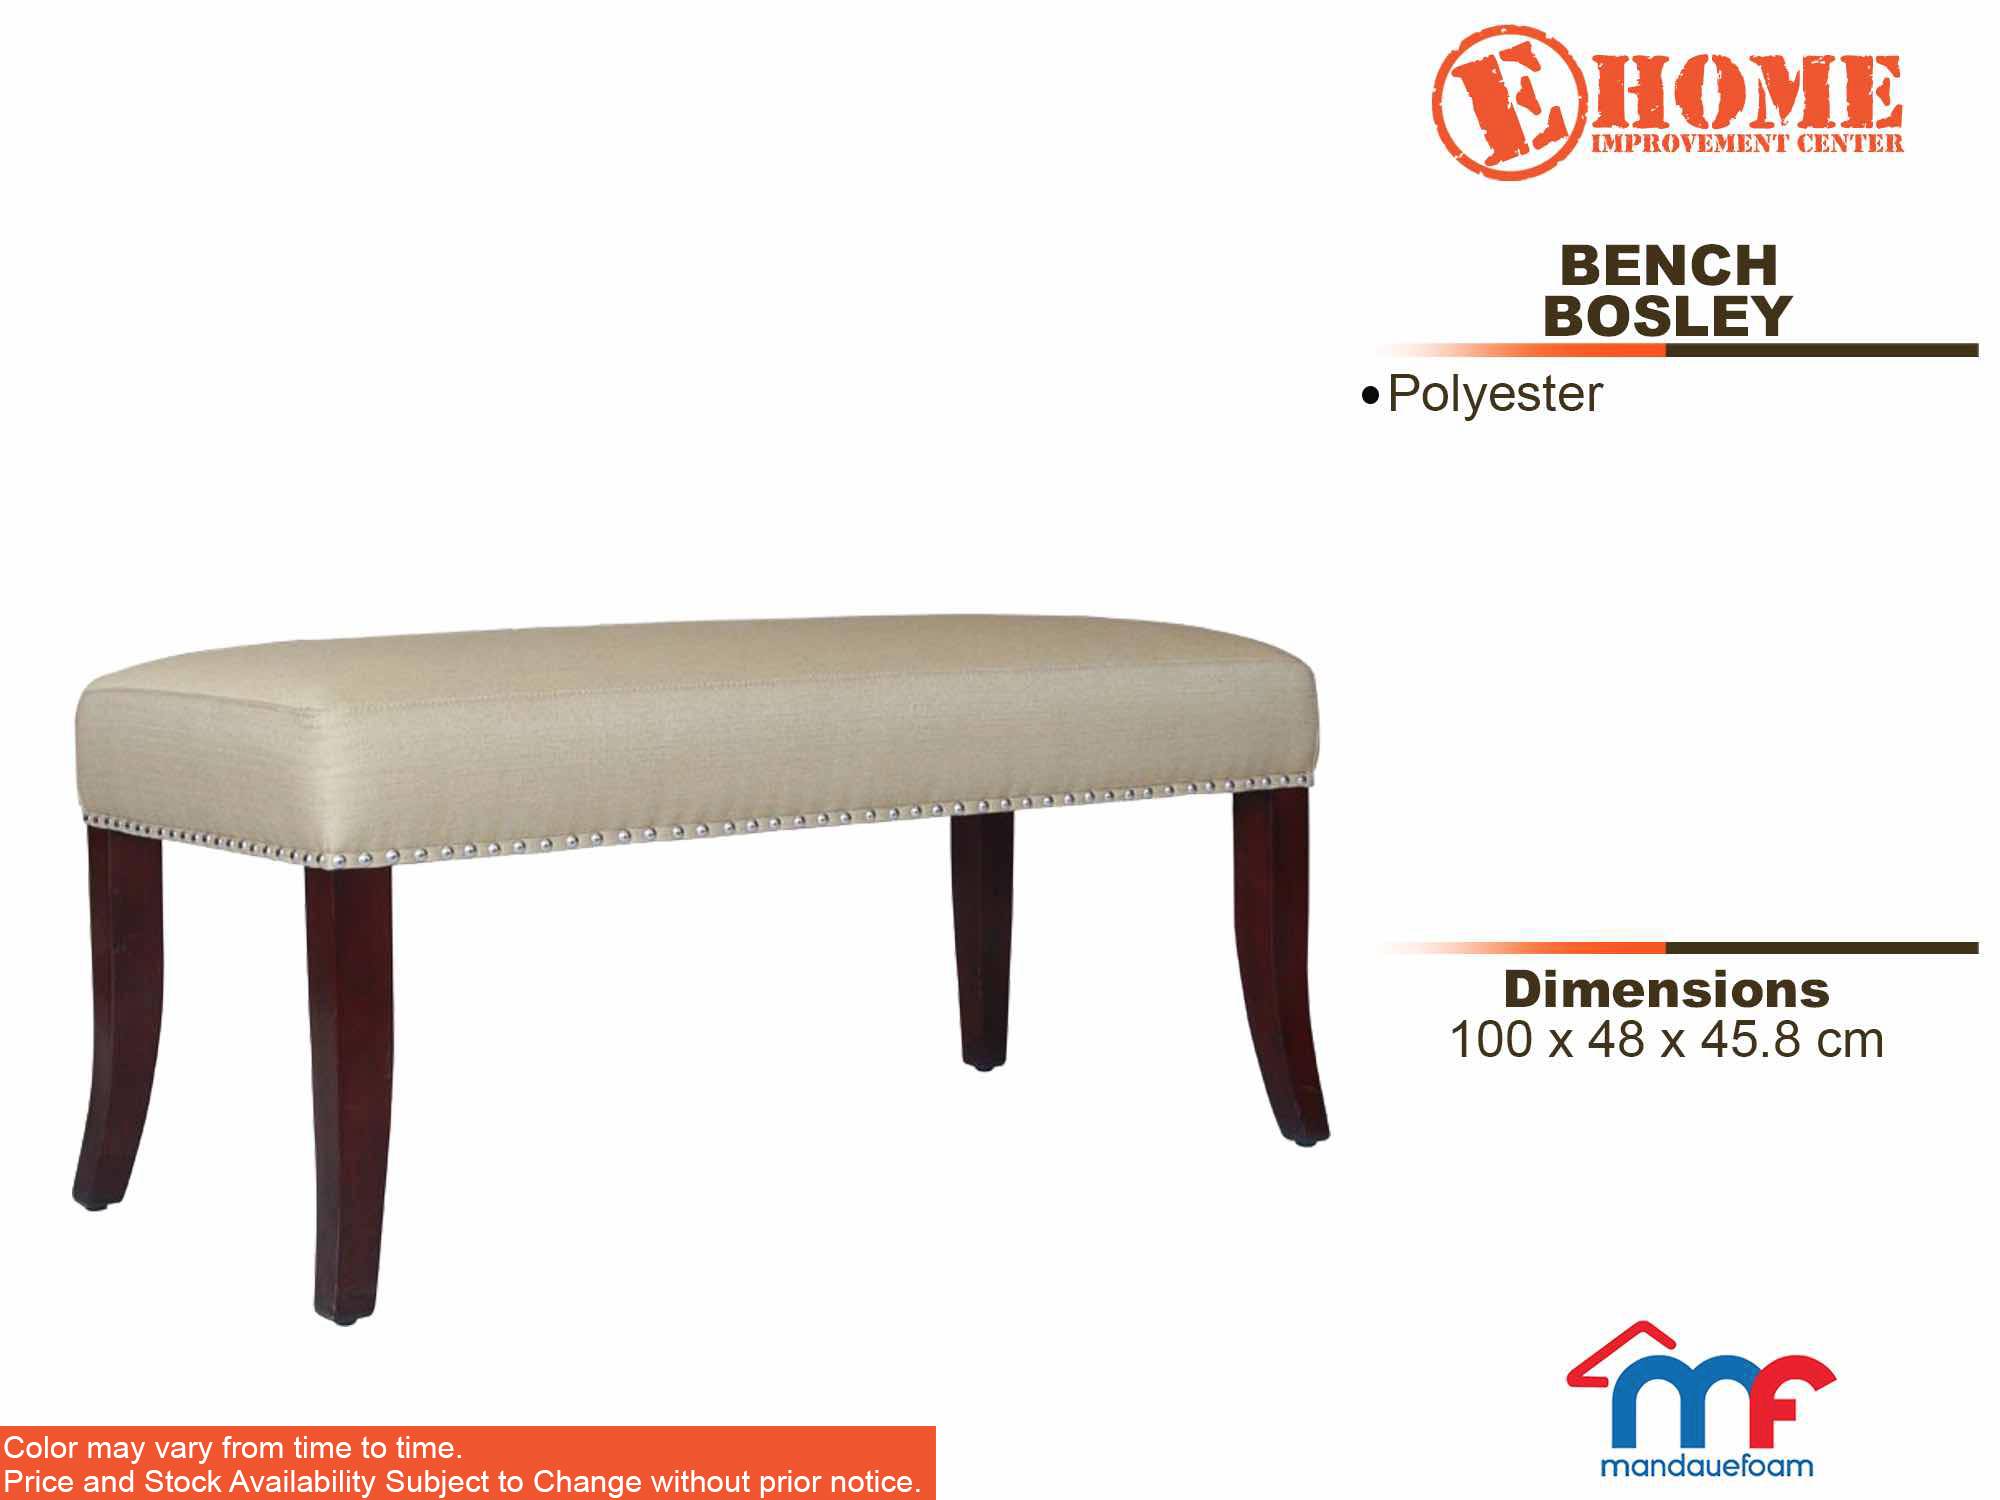 E HOME
IMPROVEMENT CENTER
BENCH
BOSLEY
• Polyester
Dimensions
100 x 48 x 45.8 cm
mf
mandauefoam
Color may vary from time to time.
Price and Stock Availability Subject to Change without prior notice.